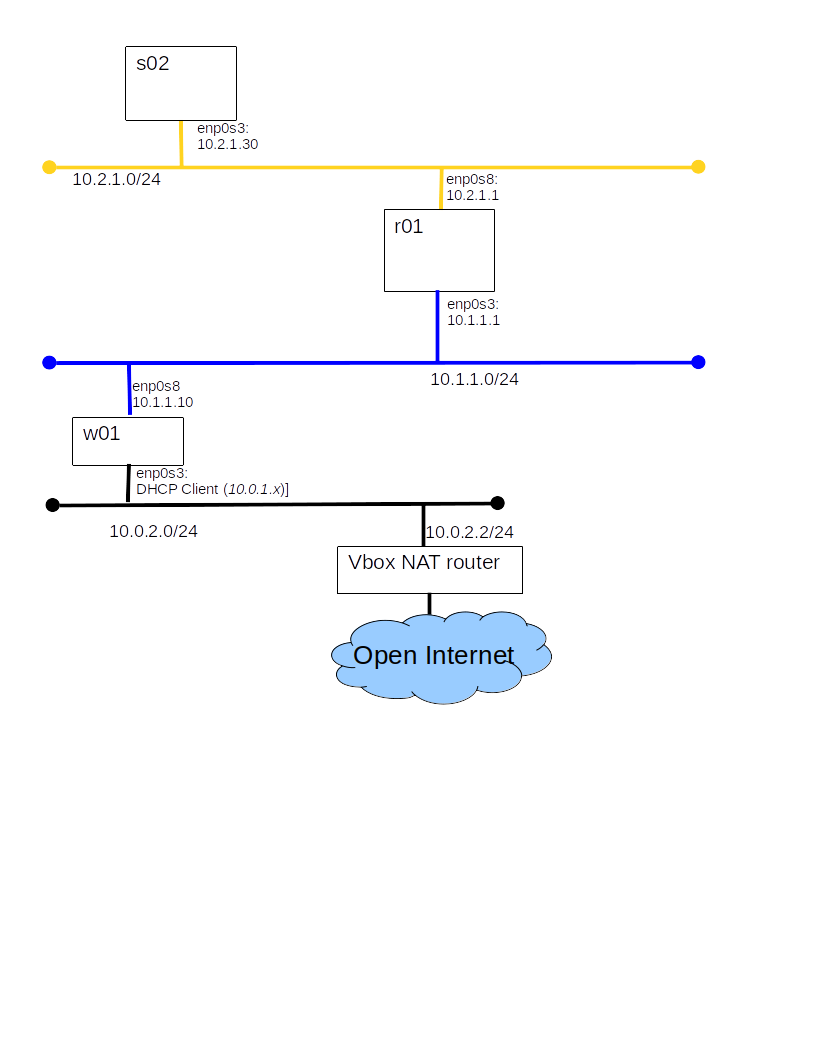 s02
enp0s3:
10.2.1.30
10.2.1.0/24
enp0s8:
10.2.1.1
r01
enp0s3:
10.1.1.1
10.1.1.0/24
enp0s8
10.1.1.10
w01
enp0s3:
DHCP Client (10.0.1.x)]
10.0.2.0/24
10.0.2.2/24
Vbox NAT router
Open Internet